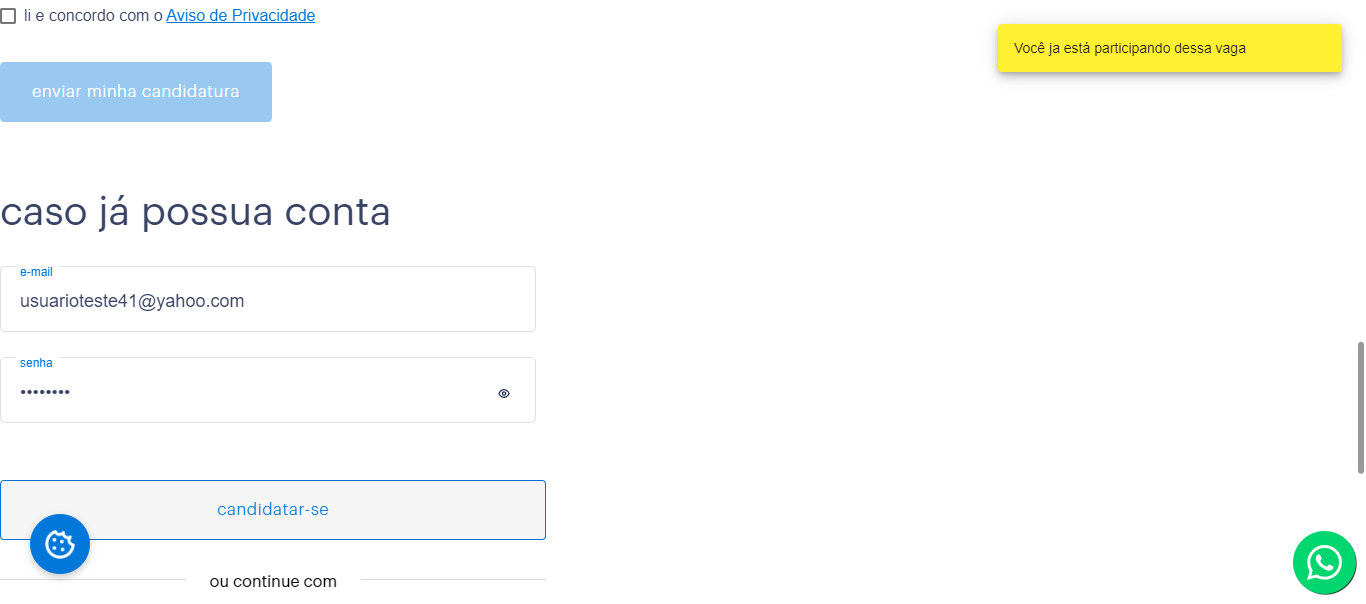 li e concordo com o Aviso de Privacidade
Você ja está participando dessa vaga
enviar minha candidatura
caso já possua conta
e-mail
usuarioteste41@yahoo.com
senha
••••••••
candidatar-se
ou continue com